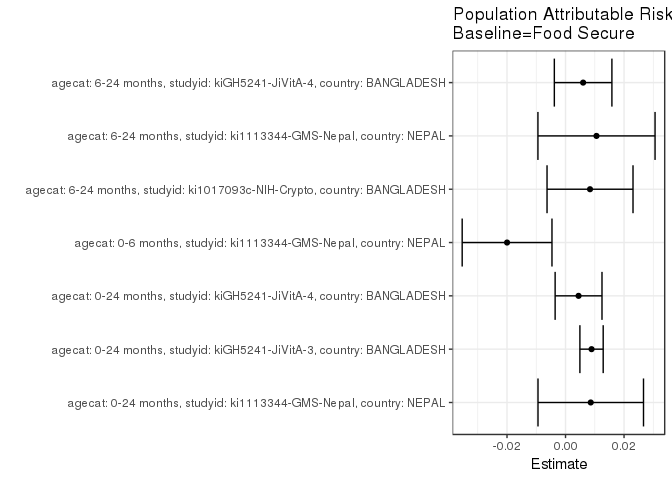 Population Attributable Risk
Baseline=Food Secure
agecat: 6-24 months, studyid: kiGH5241-JiVitA-4, country: BANGLADESH
agecat: 6-24 months, studyid: ki1113344-GMS-Nepal, country: NEPAL
agecat: 6-24 months, studyid: ki1017093c-NIH-Crypto, country: BANGLADESH
agecat: 0-6 months, studyid: ki1113344-GMS-Nepal, country: NEPAL
agecat: 0-24 months, studyid: kiGH5241-JiVitA-4, country: BANGLADESH
agecat: 0-24 months, studyid: kiGH5241-JiVitA-3, country: BANGLADESH
agecat: 0-24 months, studyid: ki1113344-GMS-Nepal, country: NEPAL
-0.02 0.00 0.02
Estimate